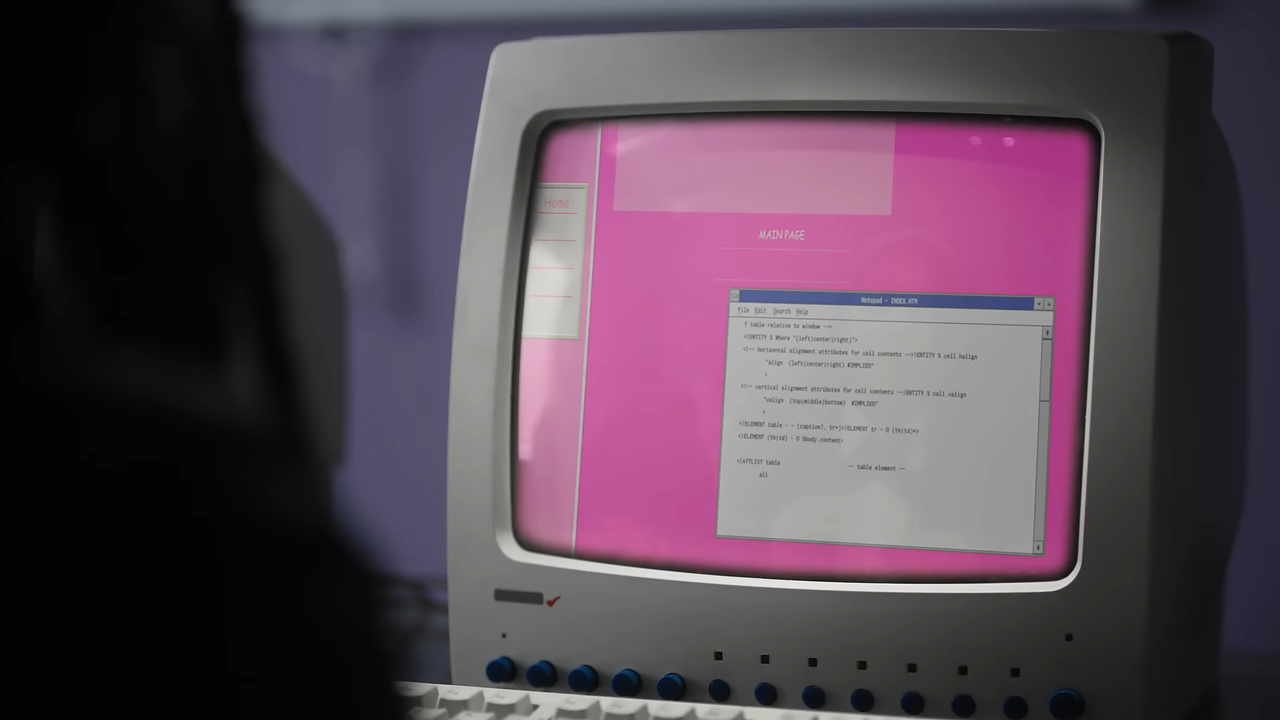 Home
MAIN PAGE
Notepad - INDEX.HTM
File Edit Search Help
f table relative to window -->
<!ENTITY % Where "(left|center|right)">
<!-- horizontal alignment attributes for cell contents --><!ENTITY % cell.halign
"align (left|center|right) #IMPLIED"
>
<!-- vertical alignment attributes for cell contents --><!ENTITY % cell.valign
"valign (top|middle|bottom) #IMPLIED"
>
<!ELEMENT table - - (caption?, tr+)><!ELEMENT tr - O (th|td)*>
<!ELEMENT (th|td) - O %body.content>
<!ATTLIST table -- table element --
ali